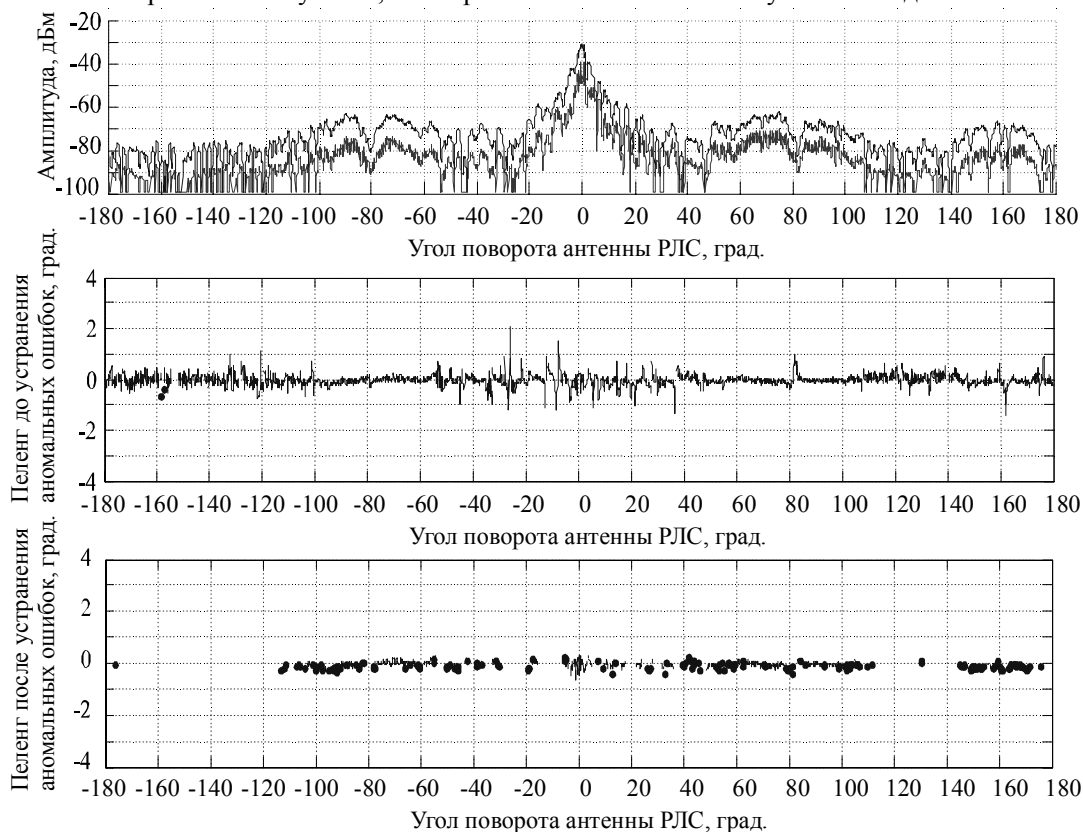 -20
-40
-60
-80
-100
Амплитуда, дБм
-180 -160 -140 -120 -100 -80 -60 -40 -20 0 20 40 60 80 100 120 140 160 180
Угол поворота антенны РЛС, град.
4
2
0
-2
-4
Пеленг до устранения
аномальных ошибок, град.
-180 -160 -140 -120 -100 -80 -60 -40 -20 0 20 40 60 80 100 120 140 160 180
Угол поворота антенны РЛС, град.
4
2
0
-2
-4
Пеленг после устранения
аномальных ошибок, град.
-180 -160 -140 -120 -100 -80 -60 -40 -20 0 20 40 60 80 100 120 140 160 180
Угол поворота антенны РЛС, град.